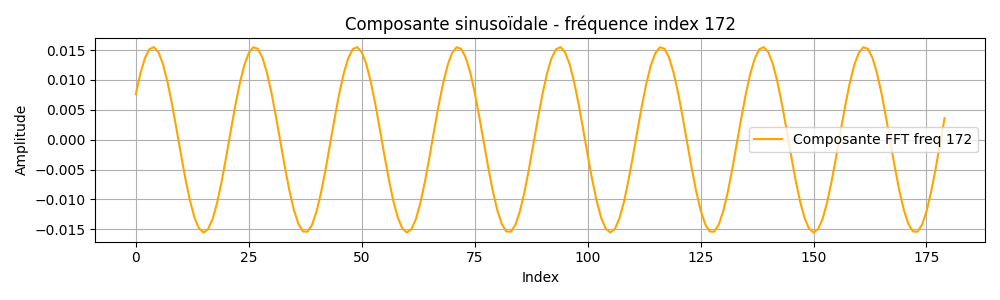 Composante sinusoïdale - fréquence index 172
0.015
0.010
0.005
0.000
−0.005
−0.010
−0.015
Amplitude
Composante FFT freq 172
0 25 50 75 100 125 150 175
Index